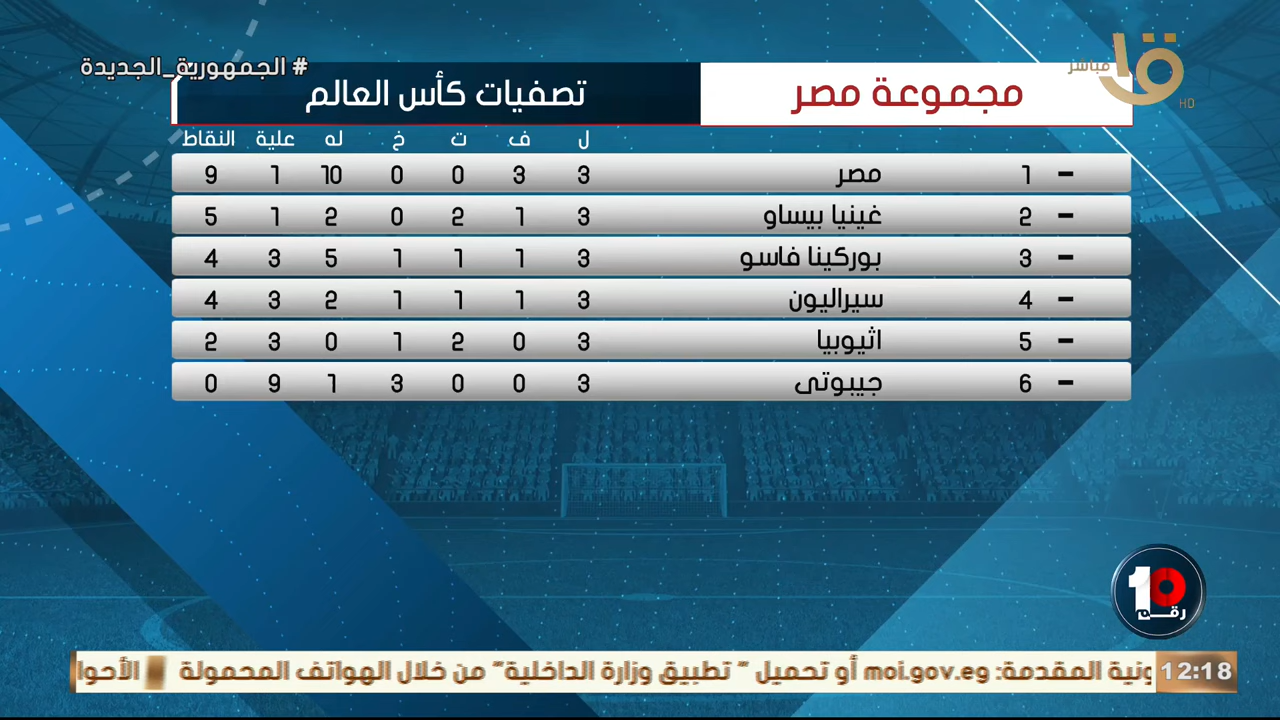 #الجمهورية_الجديدة
مباشر
HD
مجموعة مصر تصفيات كأس العالم
ل ف ت خ له علية النقاط
– 1 مصر 3 3 0 0 10 1 9
– 2 غينيا بيساو 3 1 2 0 2 1 5
– 3 بوركينا فاسو 3 1 1 1 5 3 4
– 4 سيراليون 3 1 1 1 2 3 4
– 5 اثيوبيا 3 0 2 1 0 3 2
– 6 جيبوتى 3 0 0 3 1 9 0
10
رقم
12:18 ونية المقدمة: moi.gov.eg أو تحميل " تطبيق وزارة الداخلية" من خلال الهواتف المحمولة الأحوا